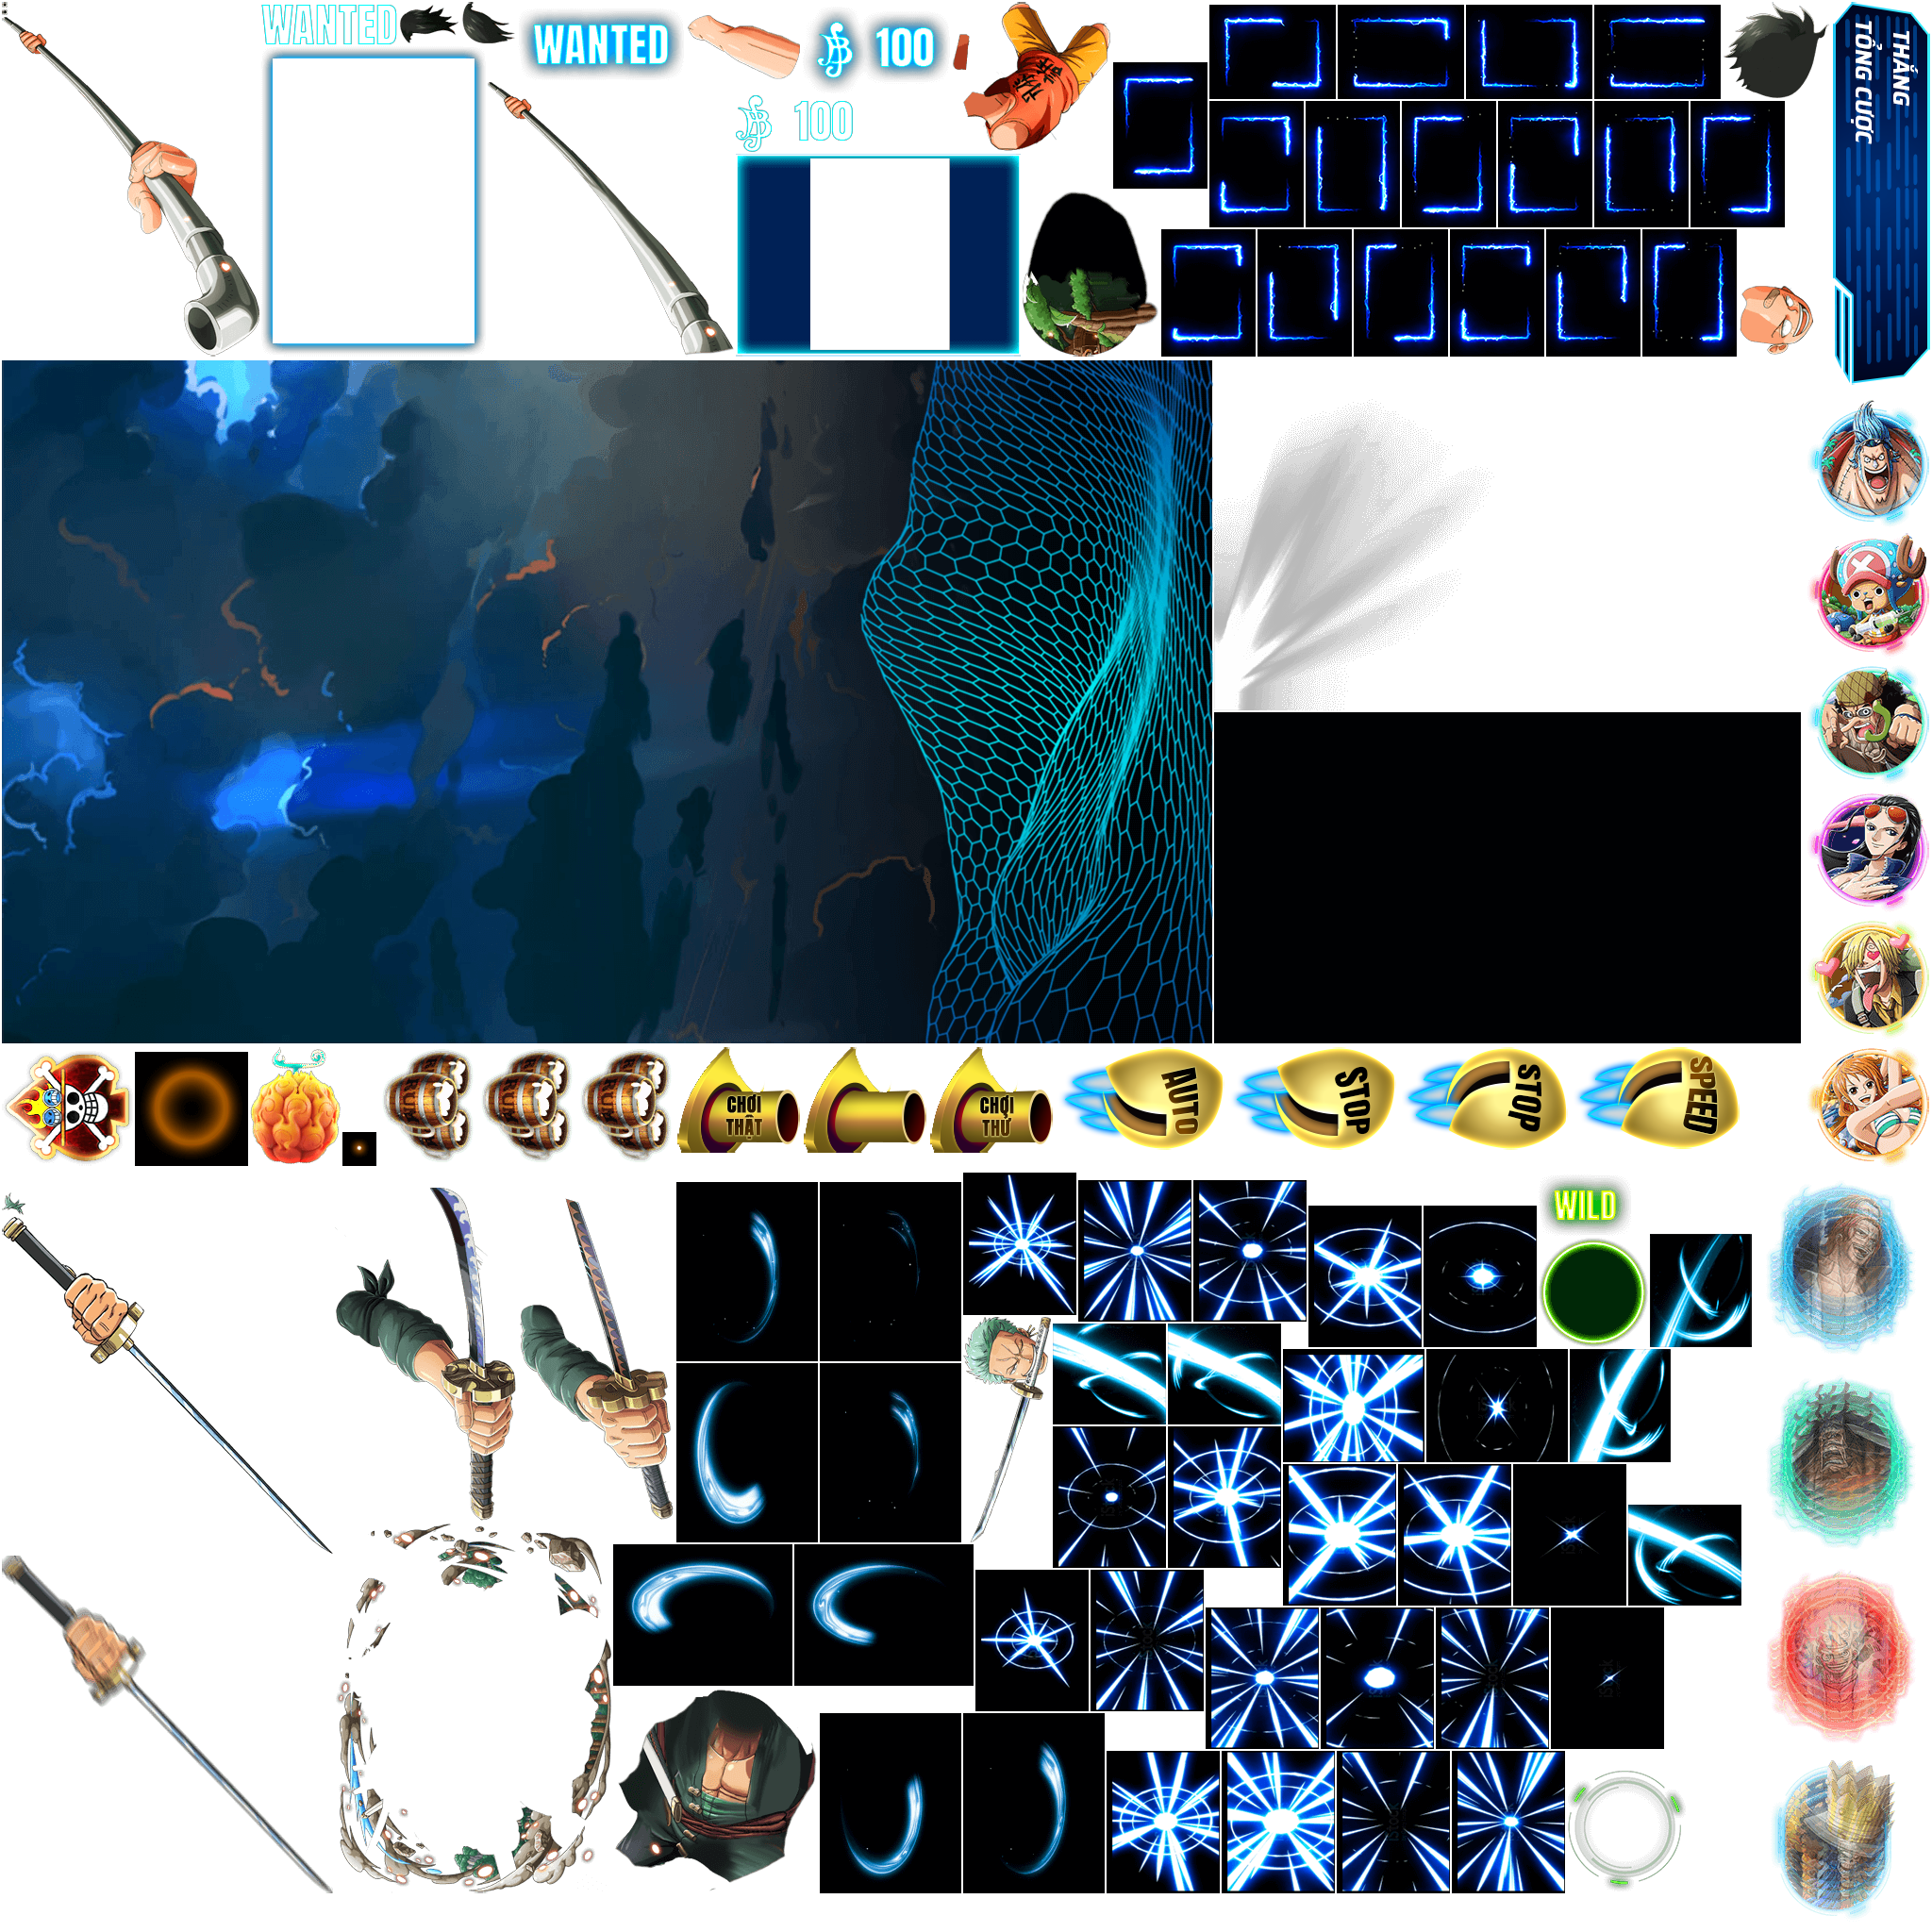 WANTED
WANTED
100
100
THẮNG
TỔNG CƯỢC
CHƠI
THẬT
CHƠI
THỬ
AUTO
STOP
STOP
SPEED
WILD